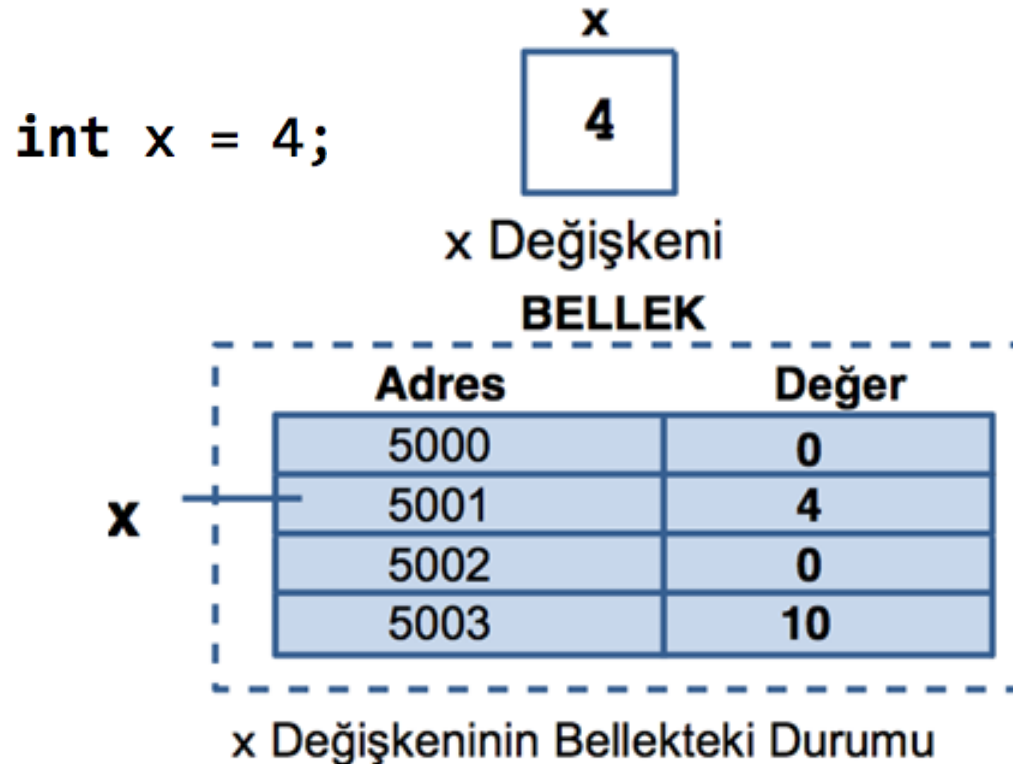 x
int x = 4;
4
x Değişkeni
BELLEK
Adres Değer
5000 0
x 5001 4
5002 0
5003 10
x Değişkeninin Bellekteki Durumu